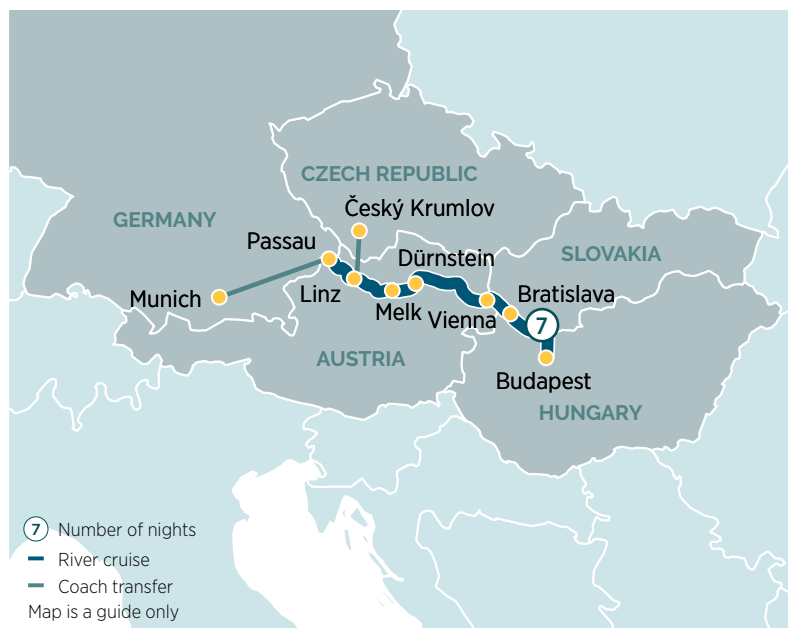 CZECH REPUBLIC
Český Krumlov
GERMANY
Passau
Dürnstein
SLOVAKIA
Munich
Linz
Melk
Vienna
Bratislava
7
AUSTRIA
Budapest
HUNGARY
7 Number of nights
River cruise
Coach transfer
Map is a guide only